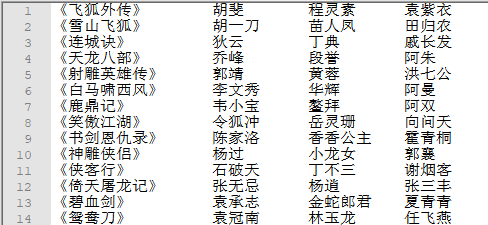 1 《飞狐外传》 胡斐 程灵素 袁紫衣
2 《雪山飞狐》 胡一刀 苗人凤 田归农
3 《连城诀》 狄云 丁典 戚长发
4 《天龙八部》 乔峰 段誉 阿朱
5 《射雕英雄传》 郭靖 黄蓉 洪七公
6 《白马啸西风》 李文秀 华辉 阿曼
7 《鹿鼎记》 韦小宝 鳌拜 阿双
8 《笑傲江湖》 令狐冲 岳灵珊 向问天
9 《书剑恩仇录》 陈家洛 香香公主 霍青桐
10 《神雕侠侣》 杨过 小龙女 郭襄
11 《侠客行》 石破天 丁不三 谢烟客
12 《倚天屠龙记》 张无忌 杨逍 张三丰
13 《碧血剑》 袁承志 金蛇郎君 夏青青
14 《鸳鸯刀》 袁冠南 林玉龙 任飞燕